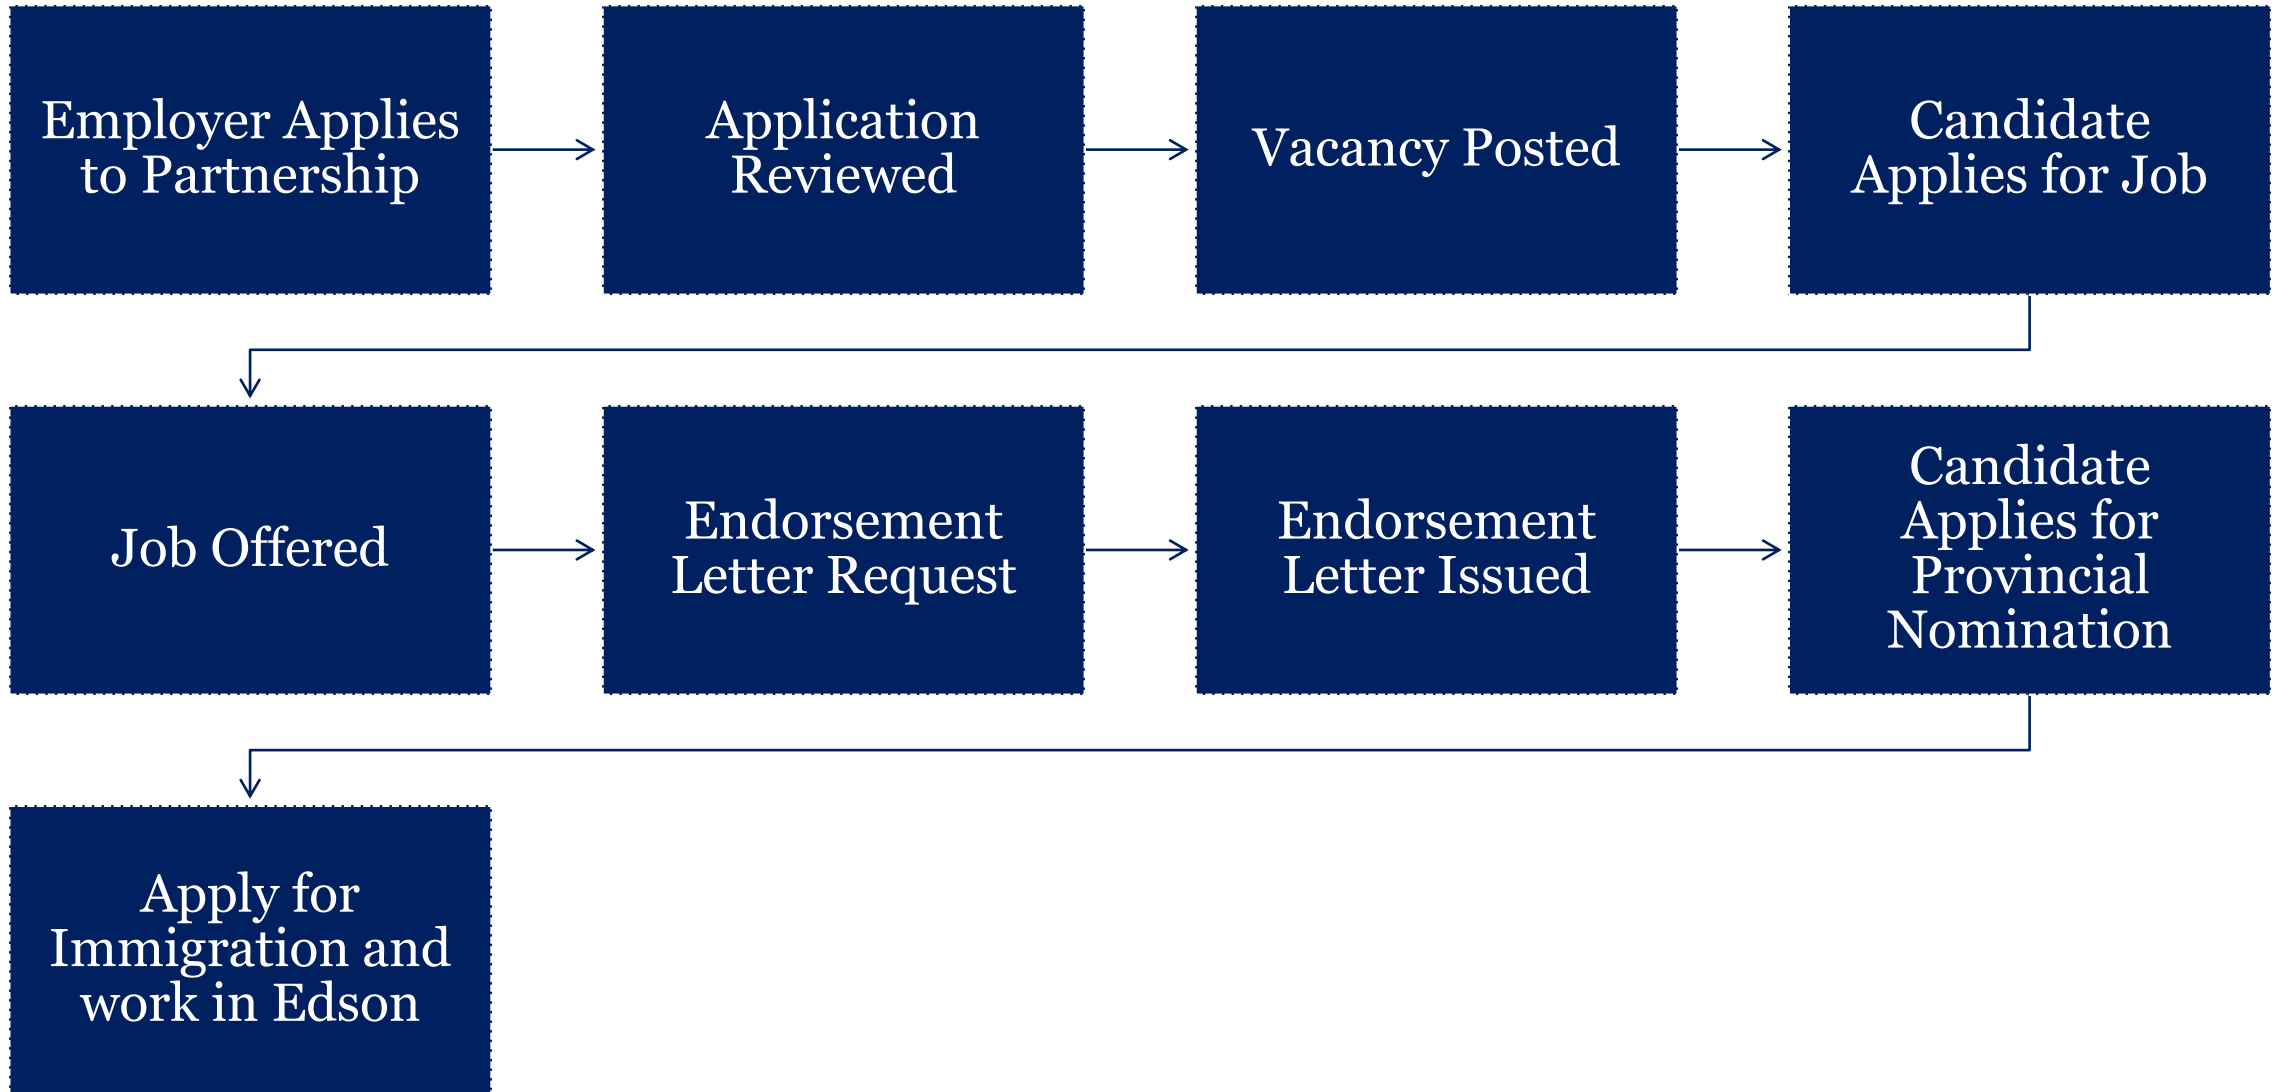 Employer Applies
to Partnership
Application
Reviewed
Vacancy Posted
Candidate
Applies for Job
Job Offered
Endorsement
Letter Request
Endorsement
Letter Issued
Candidate
Applies for
Provincial
Nomination
Apply for
Immigration and
work in Edson